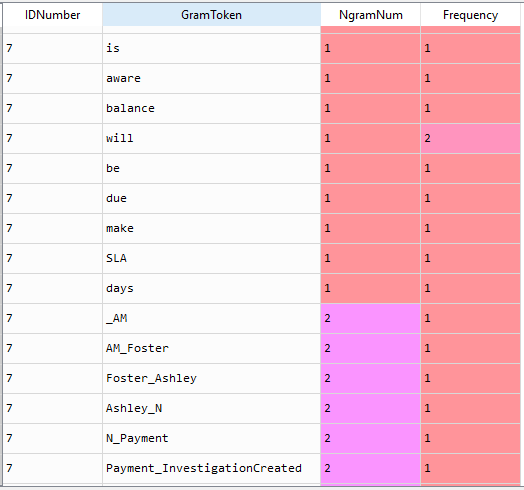 IDNumber GramToken NgramNum Frequency
7 is 1 1
7 aware 1 1
7 balance 1 1
7 will 1 2
7 be 1 1
7 due 1 1
7 make 1 1
7 SLA 1 1
7 days 1 1
7 _AM 2 1
7 AM_Foster 2 1
7 Foster_Ashley 2 1
7 Ashley_N 2 1
7 N_Payment 2 1
7 Payment_InvestigationCreated 2 1